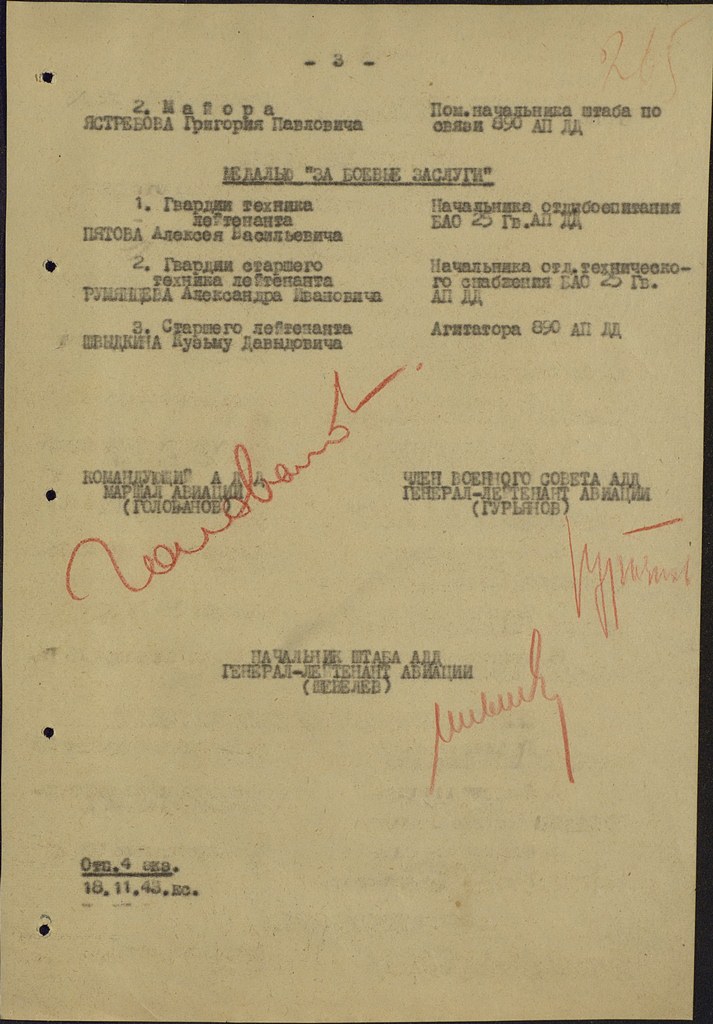 - 3 -
265
2. Майора
ЯСТРЕБОВА Григория Павловича
Пом.начальника штаба по
связи 890 АП ДД
МЕДАЛЬЮ "ЗА БОЕВЫЕ ЗАСЛУГИ"
1. Гвардии техника
лейтенанта
ПЯТОВА Алексея Васильевича
Начальника отд.боепитания
БАО 25 Гв.АП ДД
2. Гвардии старшего
техника лейтенанта
РУМЯНЦЕВА Александра Ивановича
Начальника отд.техническо-
го снабжения БАО 25 Гв.
АП ДД
3. Старшего лейтенанта
ШВЫДКИНА Кузьму Давыдовича
Агитатора 890 АП ДД
КОМАНДУЮЩИЙ А Д Д
МАРШАЛ АВИАЦИИ
(ГОЛОВАНОВ)
Голованов
ЧЛЕН ВОЕННОГО СОВЕТА АДД
ГЕНЕРАЛ-ЛЕЙТЕНАНТ АВИАЦИИ
(ГУРЬЯНОВ)
Гурьянов
НАЧАЛЬНИК ШТАБА АДД
ГЕНЕРАЛ-ЛЕЙТЕНАНТ АВИАЦИИ
(ШЕВЕЛЕВ)
Отп.4 экз.
18.11.43.кс.